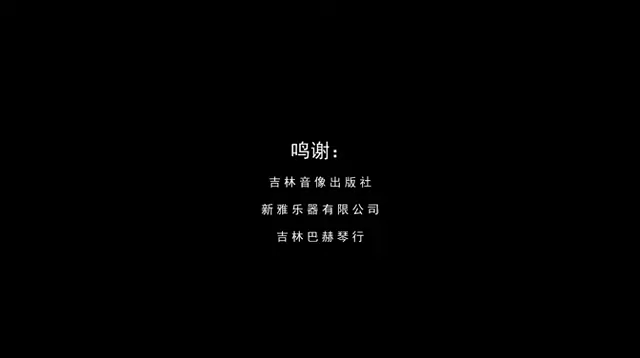 鸣谢：
吉林音像出版社
新雅乐器有限公司
吉林巴赫琴行